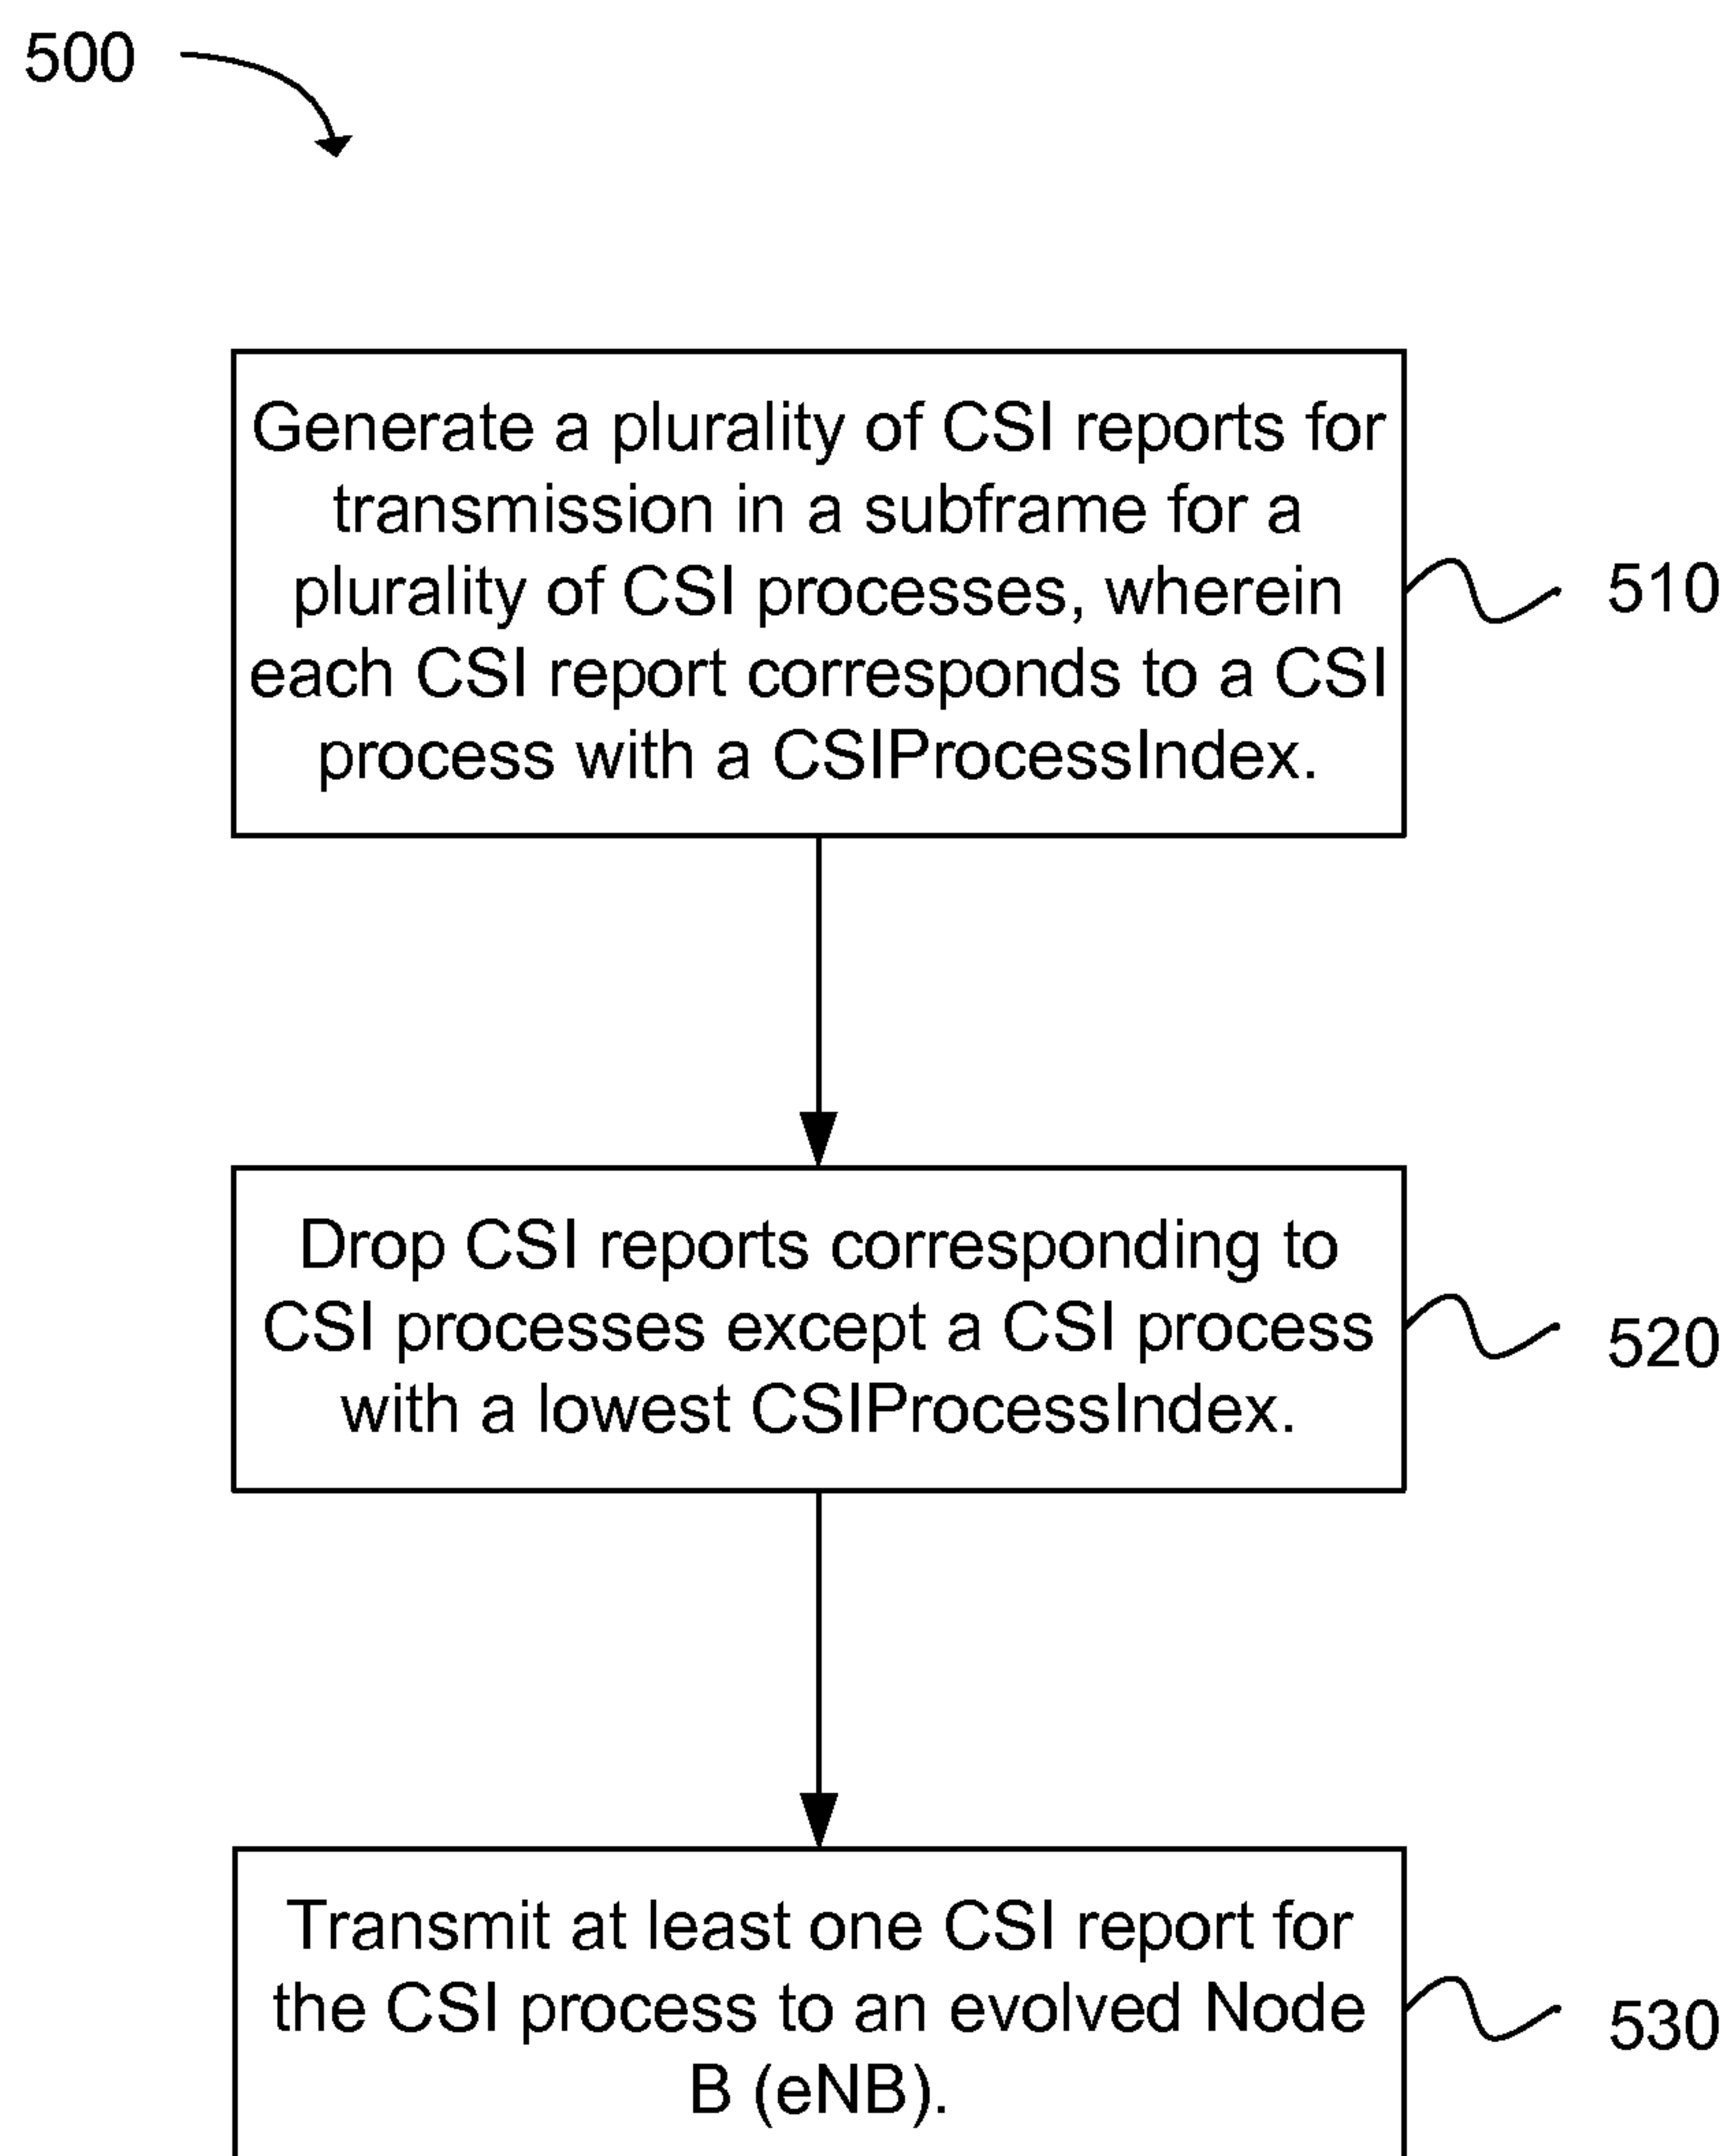 500
Generate a plurality of CSI reports for
transmission in a subframe for a
plurality of CSI processes, wherein
each CSI report corresponds to a CSI
process with a CSIProcessIndex.
510
Drop CSI reports corresponding to
CSI processes except a CSI process
with a lowest CSIProcessIndex.
520
Transmit at least one CSI report for
the CSI process to an evolved Node
B (eNB).
530